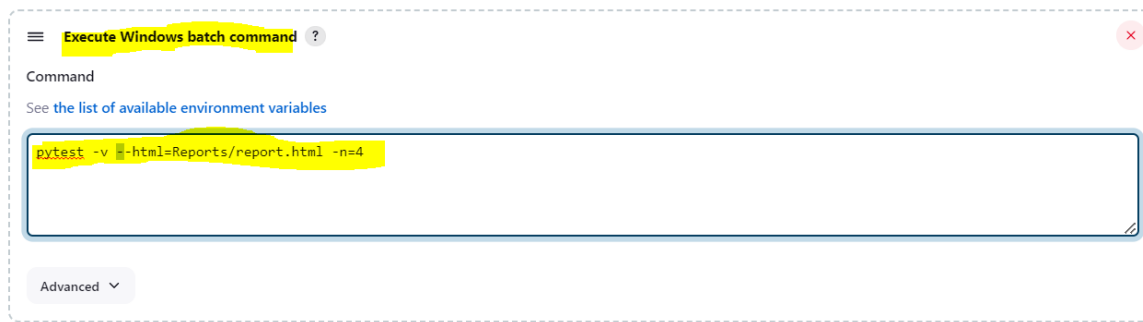 Execute Windows batch command ?
Command
See the list of available environment variables
pytest -v --html=Reports/report.html -n=4
Advanced